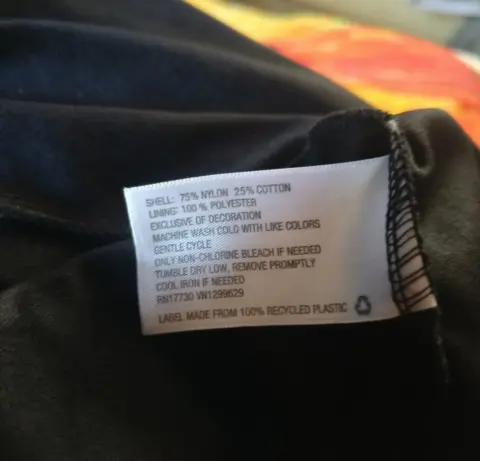 SHELL: 75% NYLON 25% COTTON
LINING: 100% POLYESTER
EXCLUSIVE OF DECORATION
MACHINE WASH COLD WITH LIKE COLORS
GENTLE CYCLE
ONLY NON-CHLORINE BLEACH IF NEEDED
TUMBLE DRY LOW, REMOVE PROMPTLY
COOL IRON IF NEEDED
RN17730 VN1299629
LABEL MADE FROM 100% RECYCLED PLASTIC